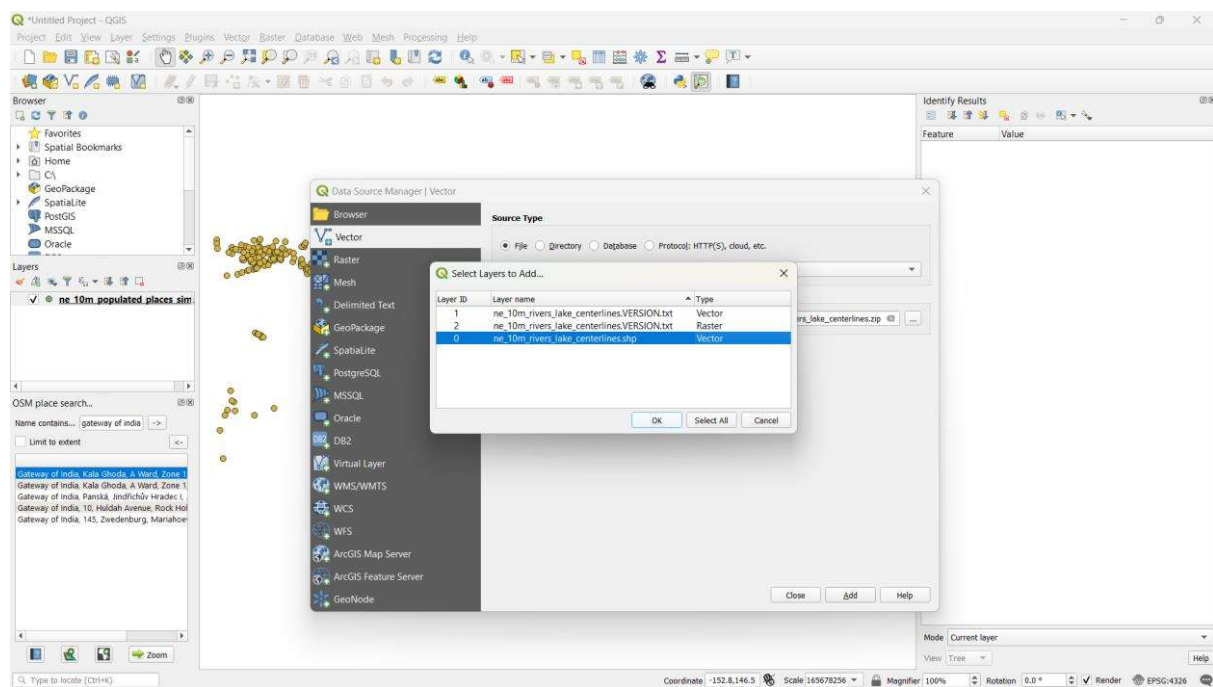 *Untitled Project - QGIS
Project Edit View Layer Settings Plugins Vector Raster Database Web Mesh Processing Help
Browser
Favorites
Spatial Bookmarks
Home
C:\
GeoPackage
SpatiaLite
PostGIS
MSSQL
Oracle
Layers
ne_10m_populated_places_sim
OSM place search...
Name contains... gateway of india ->
Limit to extent <-
Gateway of India, Kala Ghoda, A Ward, Zone 1
Gateway of India, Kala Ghoda, A Ward, Zone 1,
Gateway of India, Panská, Jindřichův Hradec I,
Gateway of India, 10, Huldah Avenue, Rock Hol
Gateway of India, 145, Zwedenburg, Mariahoe
Zoom
Type to locate (Ctrl+K)
Data Source Manager | Vector
Browser
Vector
Raster
Mesh
Delimited Text
GeoPackage
SpatiaLite
PostgreSQL
MSSQL
Oracle
DB2
Virtual Layer
WMS/WMTS
WCS
WFS
ArcGIS Map Server
ArcGIS Feature Server
GeoNode
Source Type
File Directory Database Protocol: HTTP(S), cloud, etc.
rs_lake_centerlines.zip ...
Select Layers to Add...
Layer ID Layer name Type
1 ne_10m_rivers_lake_centerlines.VERSION.txt Vector
2 ne_10m_rivers_lake_centerlines.VERSION.txt Raster
0 ne_10m_rivers_lake_centerlines.shp Vector
OK Select All Cancel
Close Add Help
Identify Results
Feature Value
Mode Current layer
View Tree Help
Coordinate -152.8,146.5 Scale 165678256 Magnifier 100% Rotation 0.0 ° Render EPSG:4326